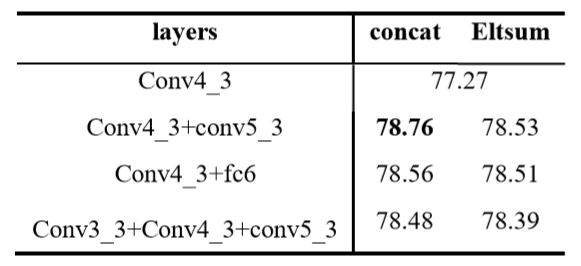 layers concat Eltsum
Conv4_3 77.27
Conv4_3+conv5_3 78.76 78.53
Conv4_3+fc6 78.56 78.51
Conv3_3+Conv4_3+conv5_3 78.48 78.39